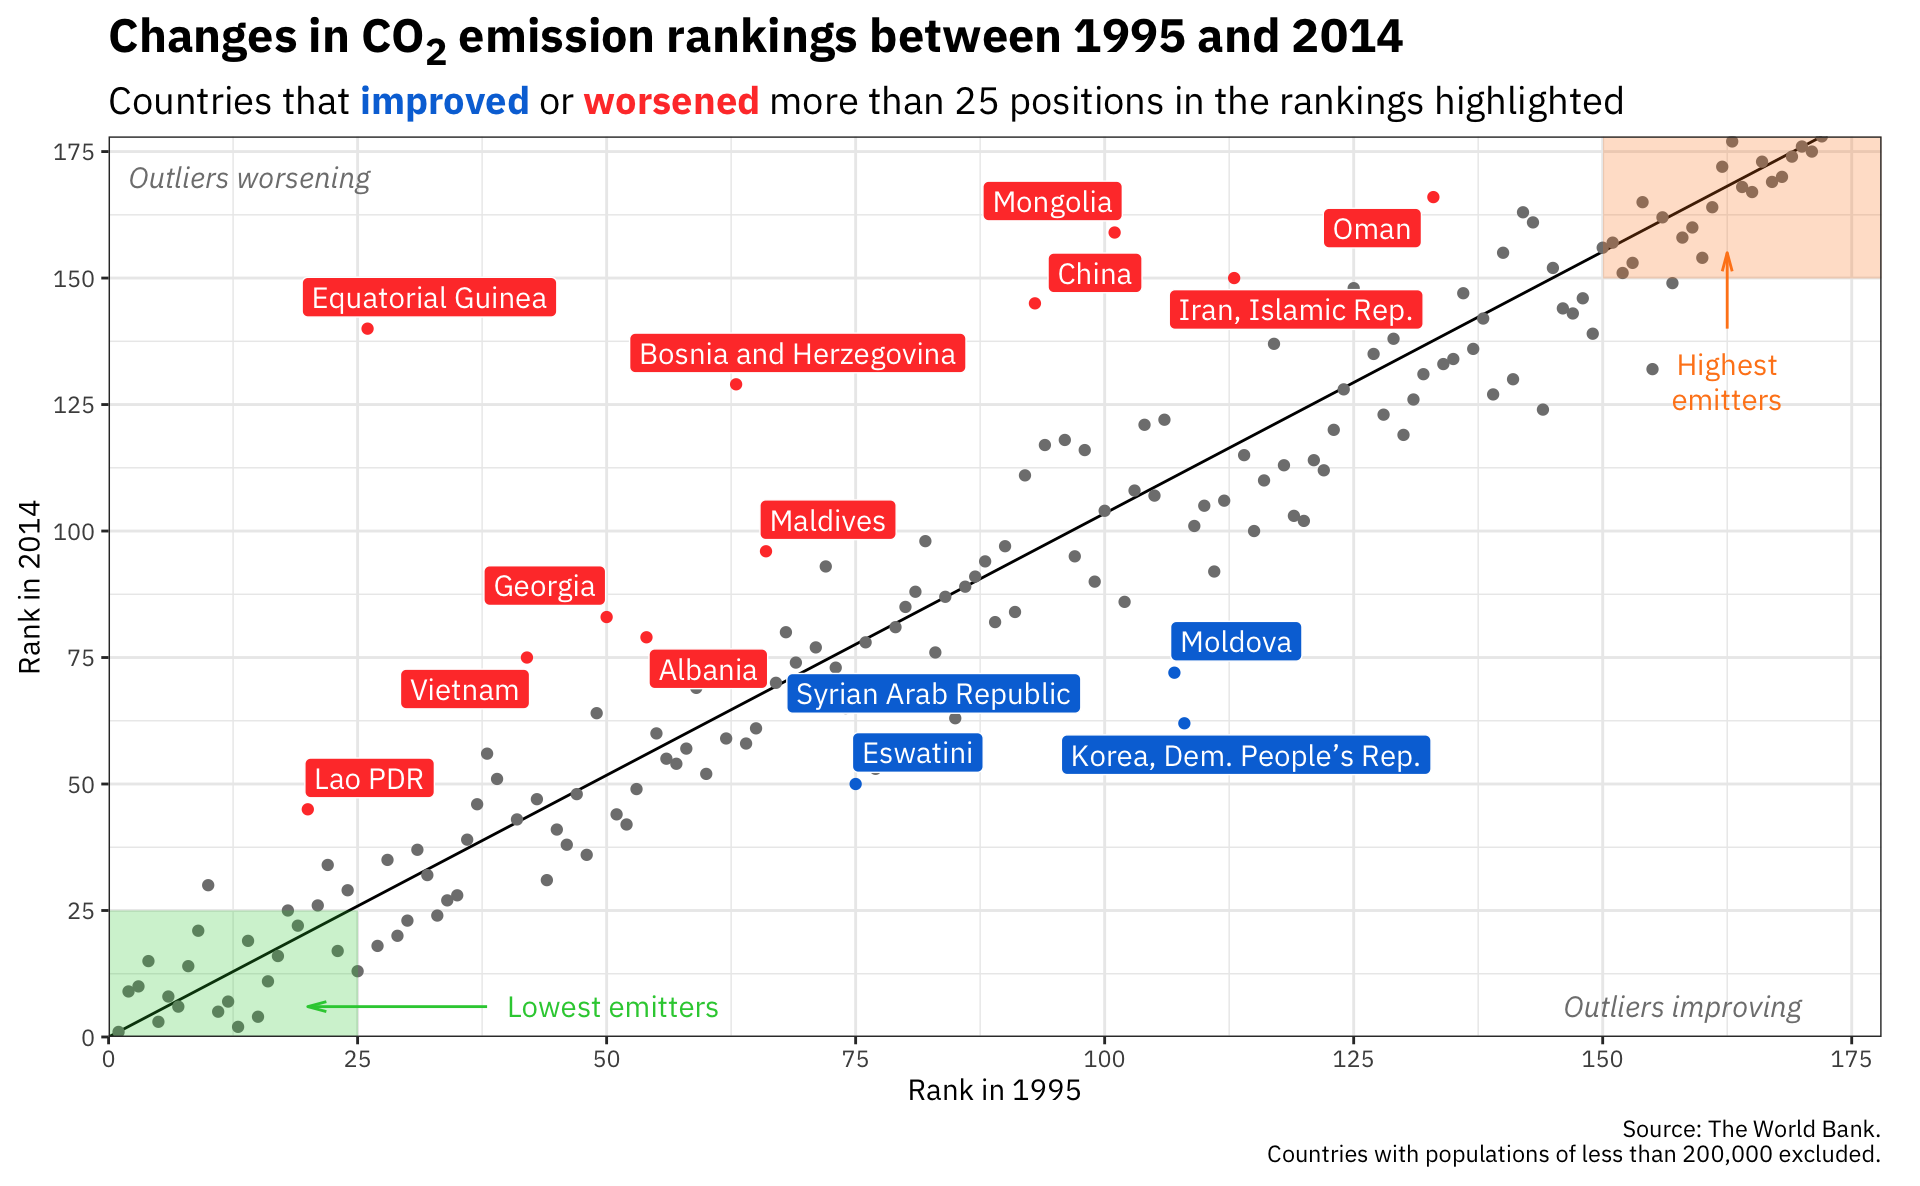 Changes in CO₂ emission rankings between 1995 and 2014
Countries that improved or worsened more than 25 positions in the rankings highlighted
175
Outliers worsening
Mongolia
Oman
China
150
Equatorial Guinea
Iran, Islamic Rep.
Bosnia and Herzegovina
Highest
emitters
125
Maldives
100
Georgia
Rank in 2014
Moldova
75
Albania
Vietnam
Syrian Arab Republic
Eswatini
Korea, Dem. People’s Rep.
Lao PDR
50
25
Lowest emitters
Outliers improving
0
0 25 50 75 100 125 150 175
Rank in 1995
Source: The World Bank.
Countries with populations of less than 200,000 excluded.